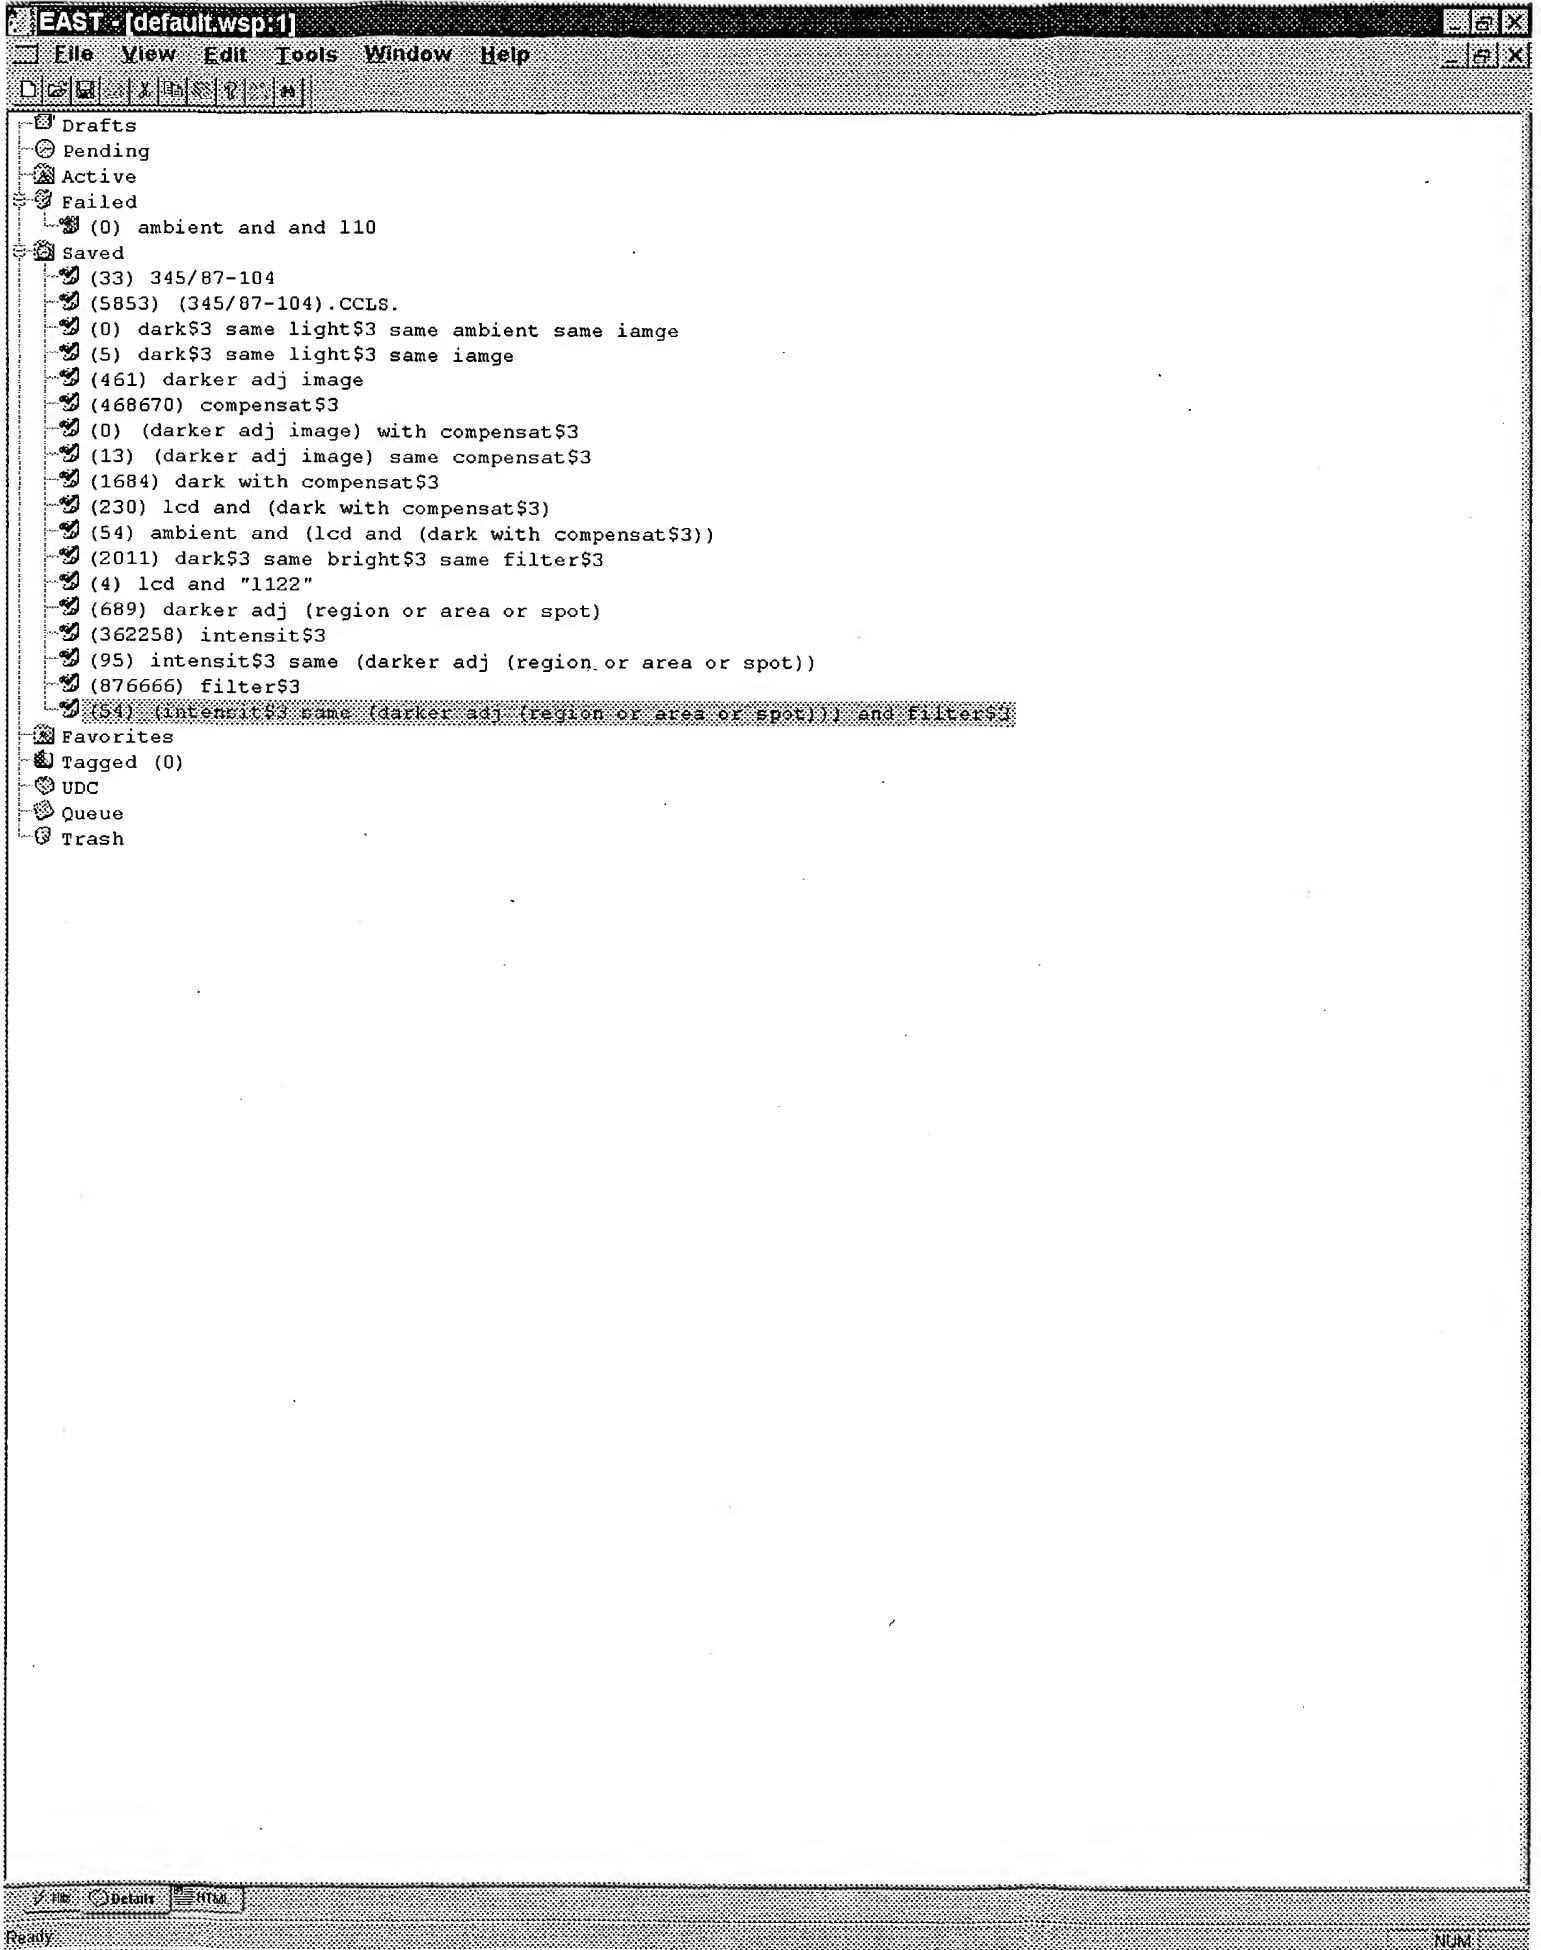 EAST - [default.wsp:1]
File View Edit Tools Window Help
Drafts
Pending
Active
Failed
(0) ambient and and l10
Saved
(33) 345/87-104
(5853) (345/87-104).CCLS.
(0) dark$3 same light$3 same ambient same iamge
(5) dark$3 same light$3 same iamge
(461) darker adj image
(468670) compensat$3
(0) (darker adj image) with compensat$3
(13) (darker adj image) same compensat$3
(1684) dark with compensat$3
(230) lcd and (dark with compensat$3)
(54) ambient and (lcd and (dark with compensat$3))
(2011) dark$3 same bright$3 same filter$3
(4) lcd and "1122"
(689) darker adj (region or area or spot)
(362258) intensit$3
(95) intensit$3 same (darker adj (region or area or spot))
(876666) filter$3
(54) (intensit$3 same (darker adj (region or area or spot))) and filter$3
Favorites
Tagged (0)
UDC
Queue
Trash
Details HTML
Ready NUM